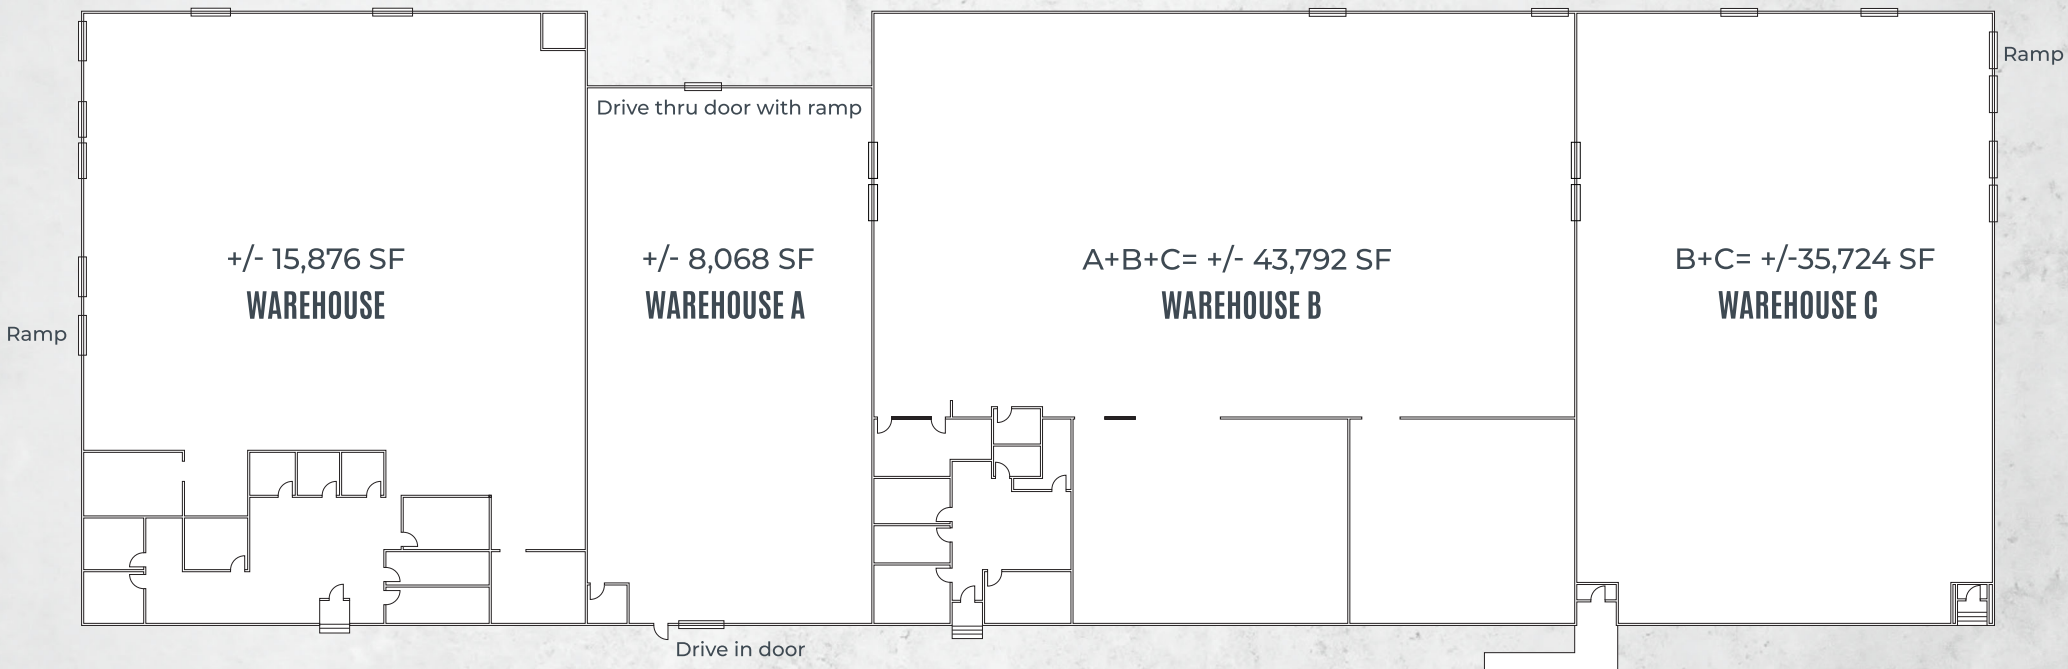 Ramp
Drive thru door with ramp
+/- 15,876 SF
WAREHOUSE
+/- 8,068 SF
WAREHOUSE A
A+B+C= +/- 43,792 SF
WAREHOUSE B
B+C= +/-35,724 SF
WAREHOUSE C
Ramp
Drive in door